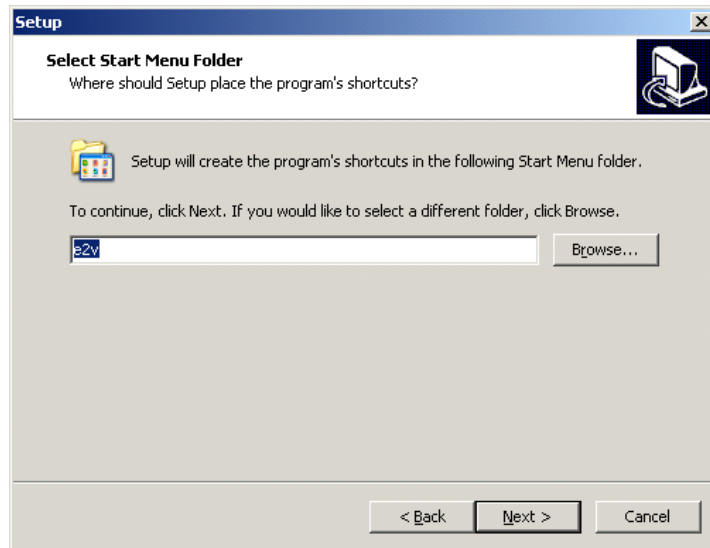 Setup
Select Start Menu Folder
Where should Setup place the program's shortcuts?
Setup will create the program's shortcuts in the following Start Menu folder.
To continue, click Next. If you would like to select a different folder, click Browse.
e2v
Browse...
< Back
Next >
Cancel